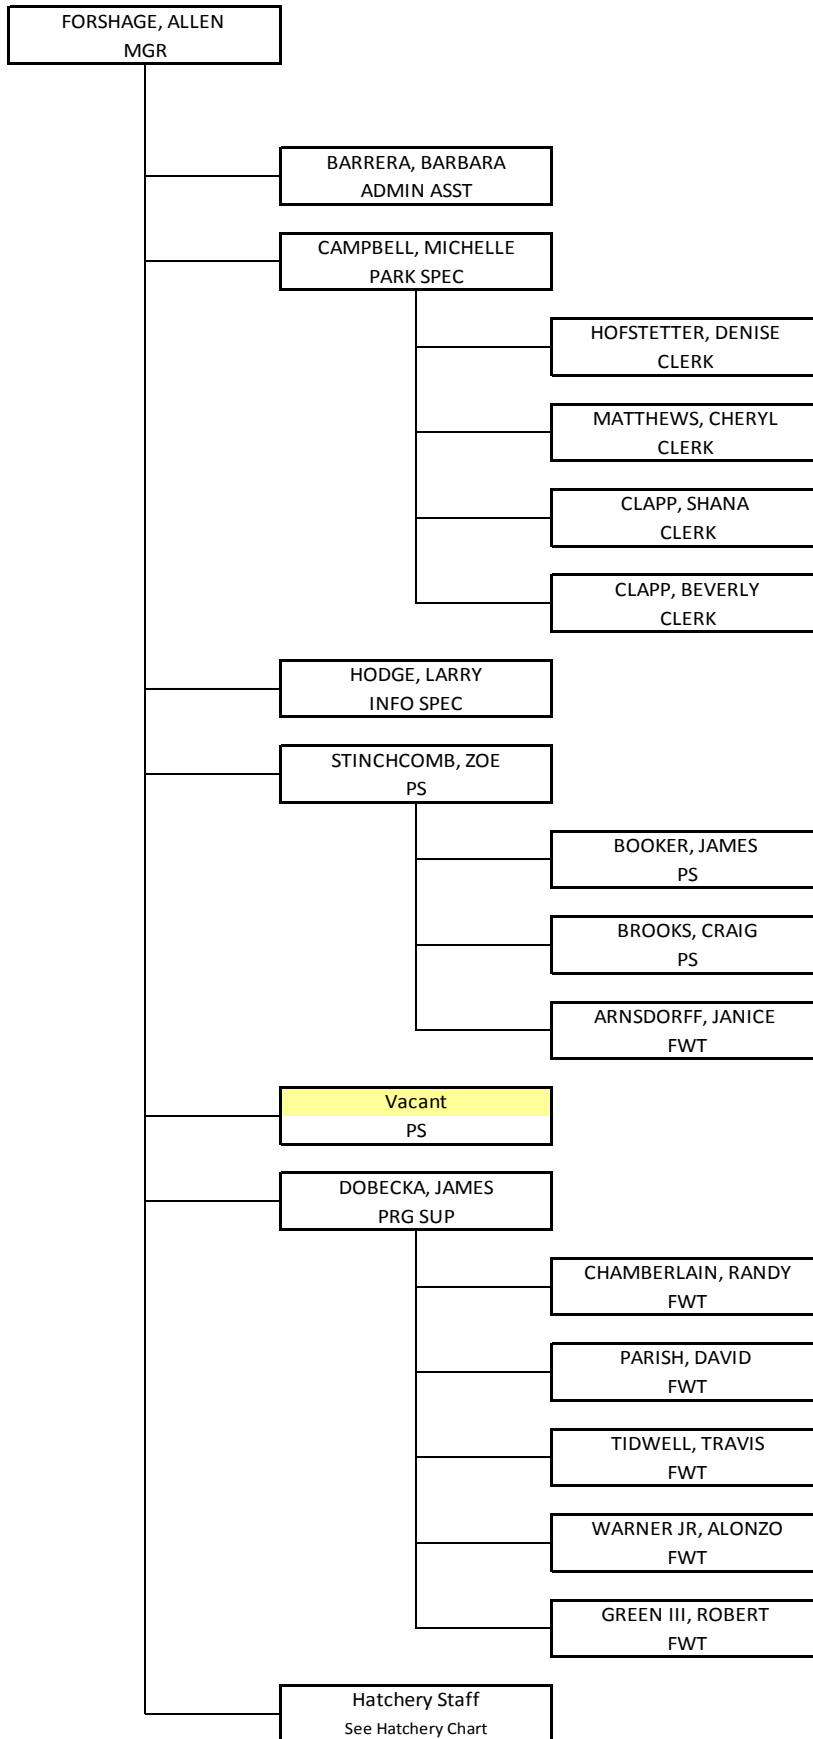 FORSHAGE, ALLEN
MGR
BARRERA, BARBARA
ADMIN ASST
CAMPBELL, MICHELLE
PARK SPEC
HOFSTETTER, DENISE
CLERK
MATTHEWS, CHERYL
CLERK
CLAPP, SHANA
CLERK
CLAPP, BEVERLY
CLERK
HODGE, LARRY
INFO SPEC
STINCHCOMB, ZOE
PS
BOOKER, JAMES
PS
BROOKS, CRAIG
PS
ARNSDORFF, JANICE
FWT
Vacant
PS
DOBECKA, JAMES
PRG SUP
CHAMBERLAIN, RANDY
FWT
PARISH, DAVID
FWT
TIDWELL, TRAVIS
FWT
WARNER JR, ALONZO
FWT
GREEN III, ROBERT
FWT
Hatchery Staff
See Hatchery Chart